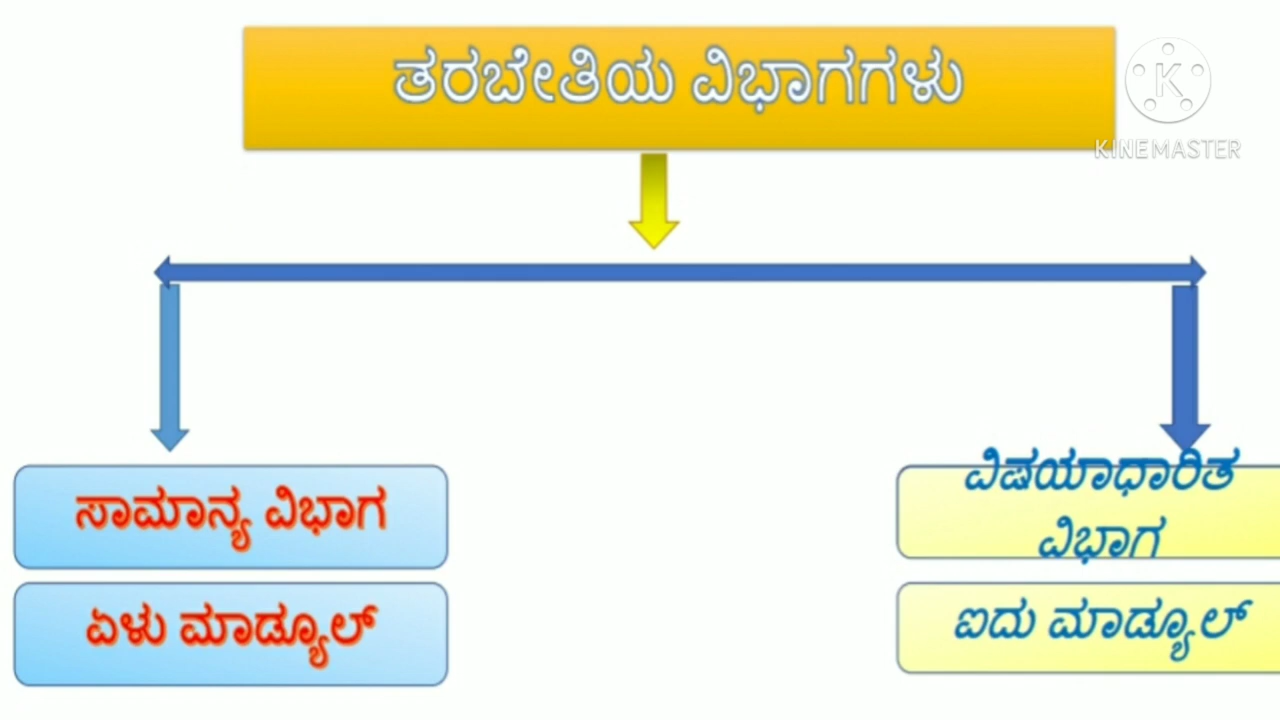 ತರಬೇತಿಯ ವಿಭಾಗಗಳು
K
KINEMASTER
ಸಾಮಾನ್ಯ ವಿಭಾಗ
ಏಳು ಮಾಡ್ಯೂಲ್
ವಿಷಯಾಧಾರಿತ
ವಿಭಾಗ
ಐದು ಮಾಡ್ಯೂಲ್